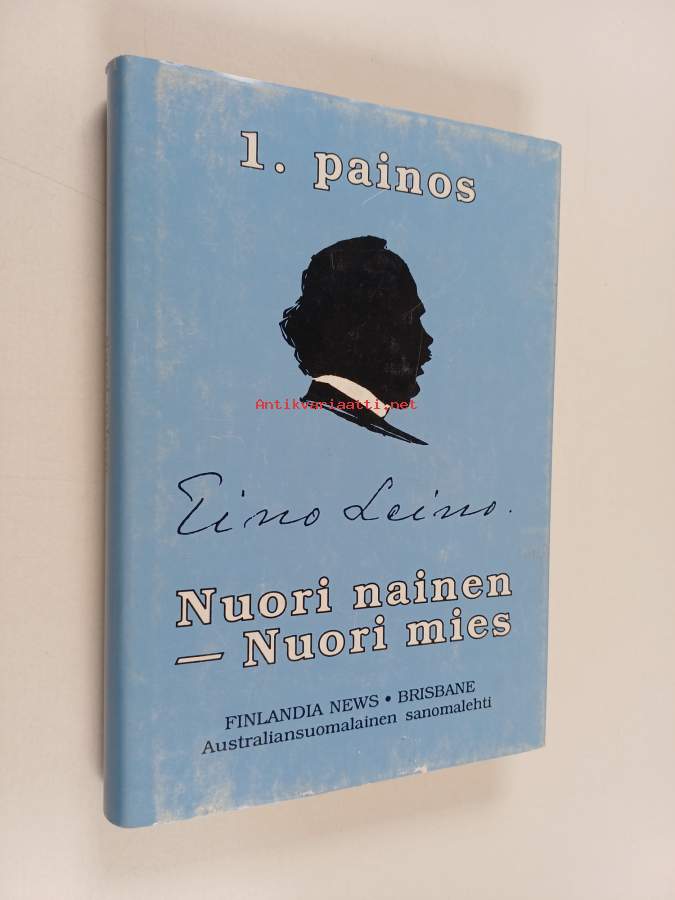 1. painos
Antikvariaatti.net
Eino Leino.
Nuori nainen
— Nuori mies
FINLANDIA NEWS • BRISBANE
Australiansuomalainen sanomalehti